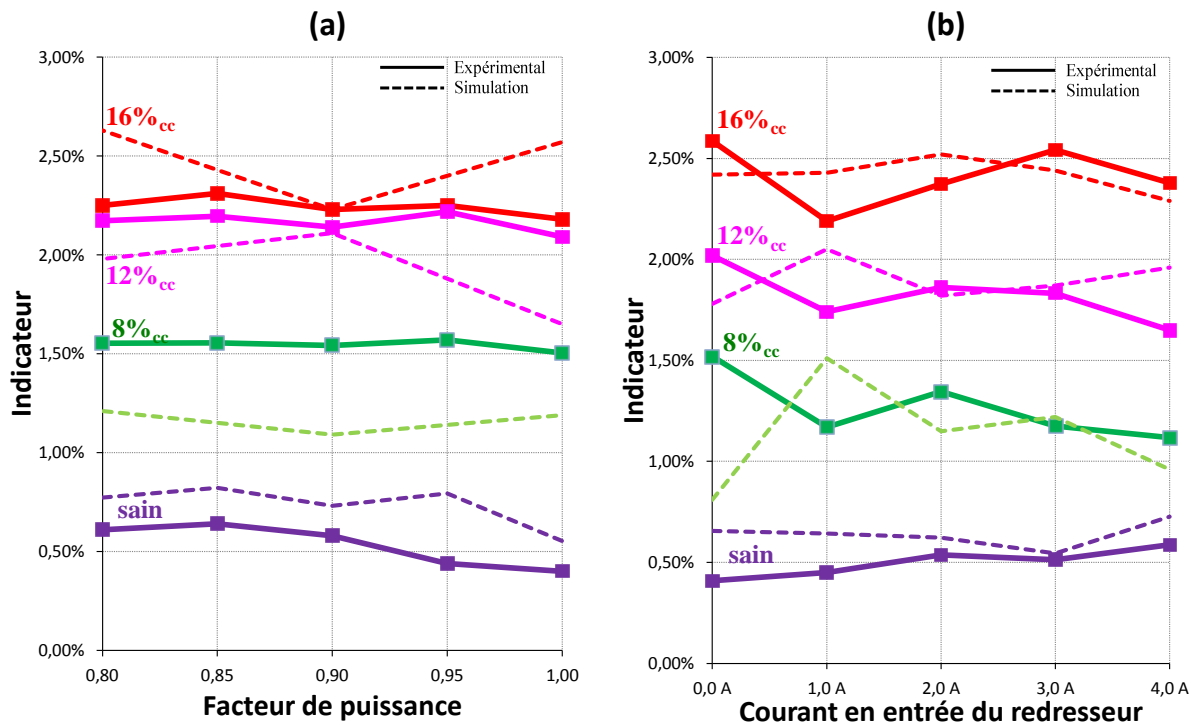 (a)
3,00%
2,50%
2,00%
1,50%
1,00%
0,50%
0,00%
Indicateur
Expérimental
Simulation
16%cc
12%cc
8%cc
sain
0,80
0,85
0,90
0,95
1,00
Facteur de puissance
(b)
3,00%
2,50%
2,00%
1,50%
1,00%
0,50%
0,00%
Indicateur
Expérimental
Simulation
16%cc
12%cc
8%cc
sain
0,0 A
1,0 A
2,0 A
3,0 A
4,0 A
Courant en entrée du redresseur